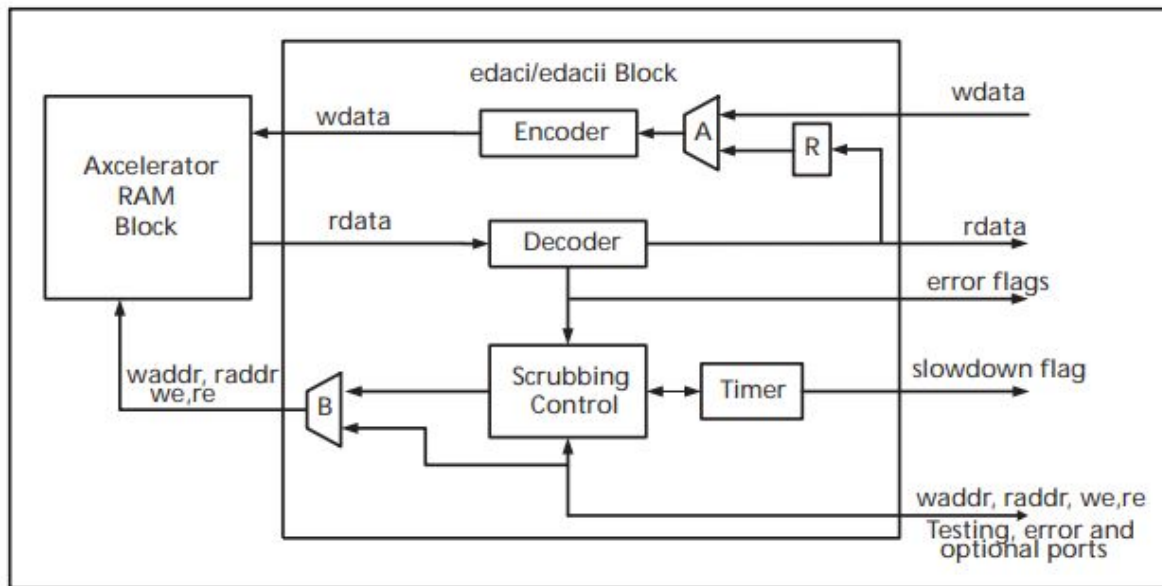 edaci/edacii Block
wdata
wdata
Encoder
A
R
Axcelerator
RAM
Block
rdata
Decoder
rdata
error flags
waddr, raddr
we,re
B
Scrubbing
Control
Timer
slowdown flag
waddr, raddr, we,re
Testing, error and
optional ports